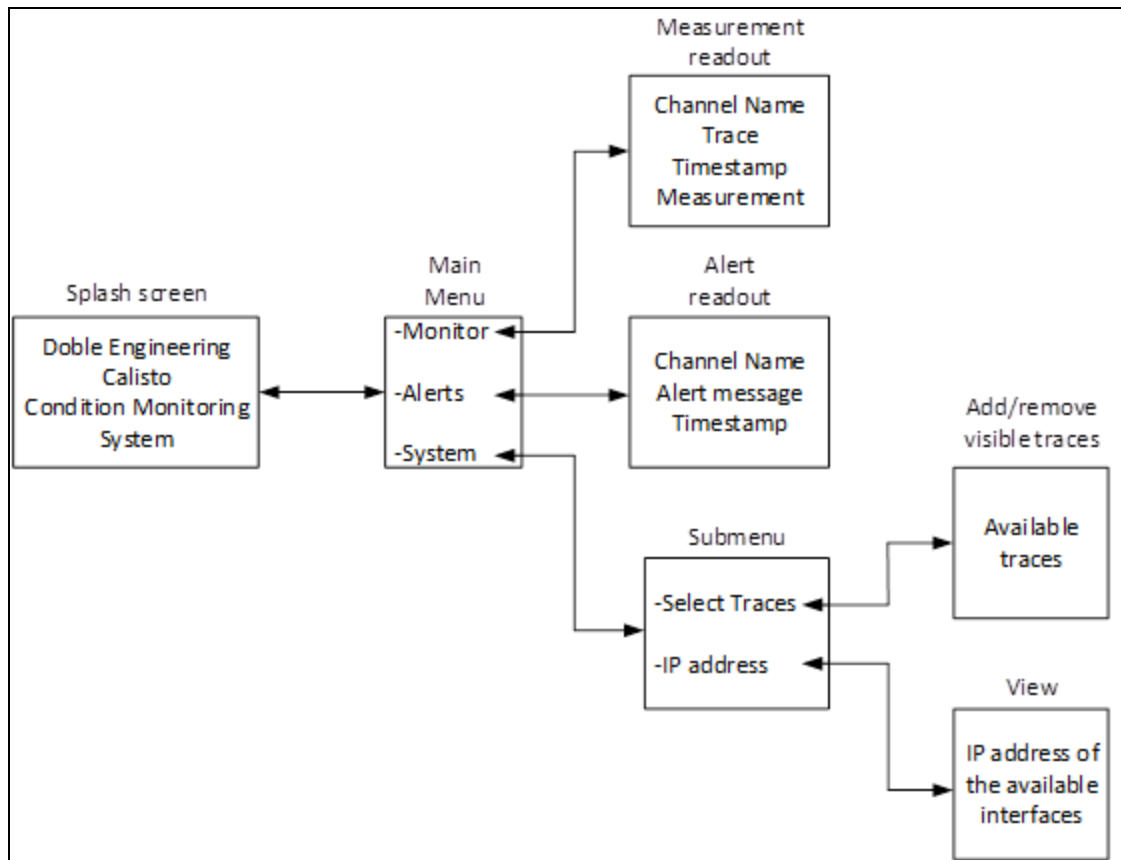 Splash screen
Doble Engineering
Calisto
Condition Monitoring
System
Main
Menu
-Monitor
-Alerts
-System
Measurement
readout
Channel Name
Trace
Timestamp
Measurement
Alert
readout
Channel Name
Alert message
Timestamp
Submenu
-Select Traces
-IP address
Add/remove
visible traces
Available
traces
View
IP address of
the available
interfaces